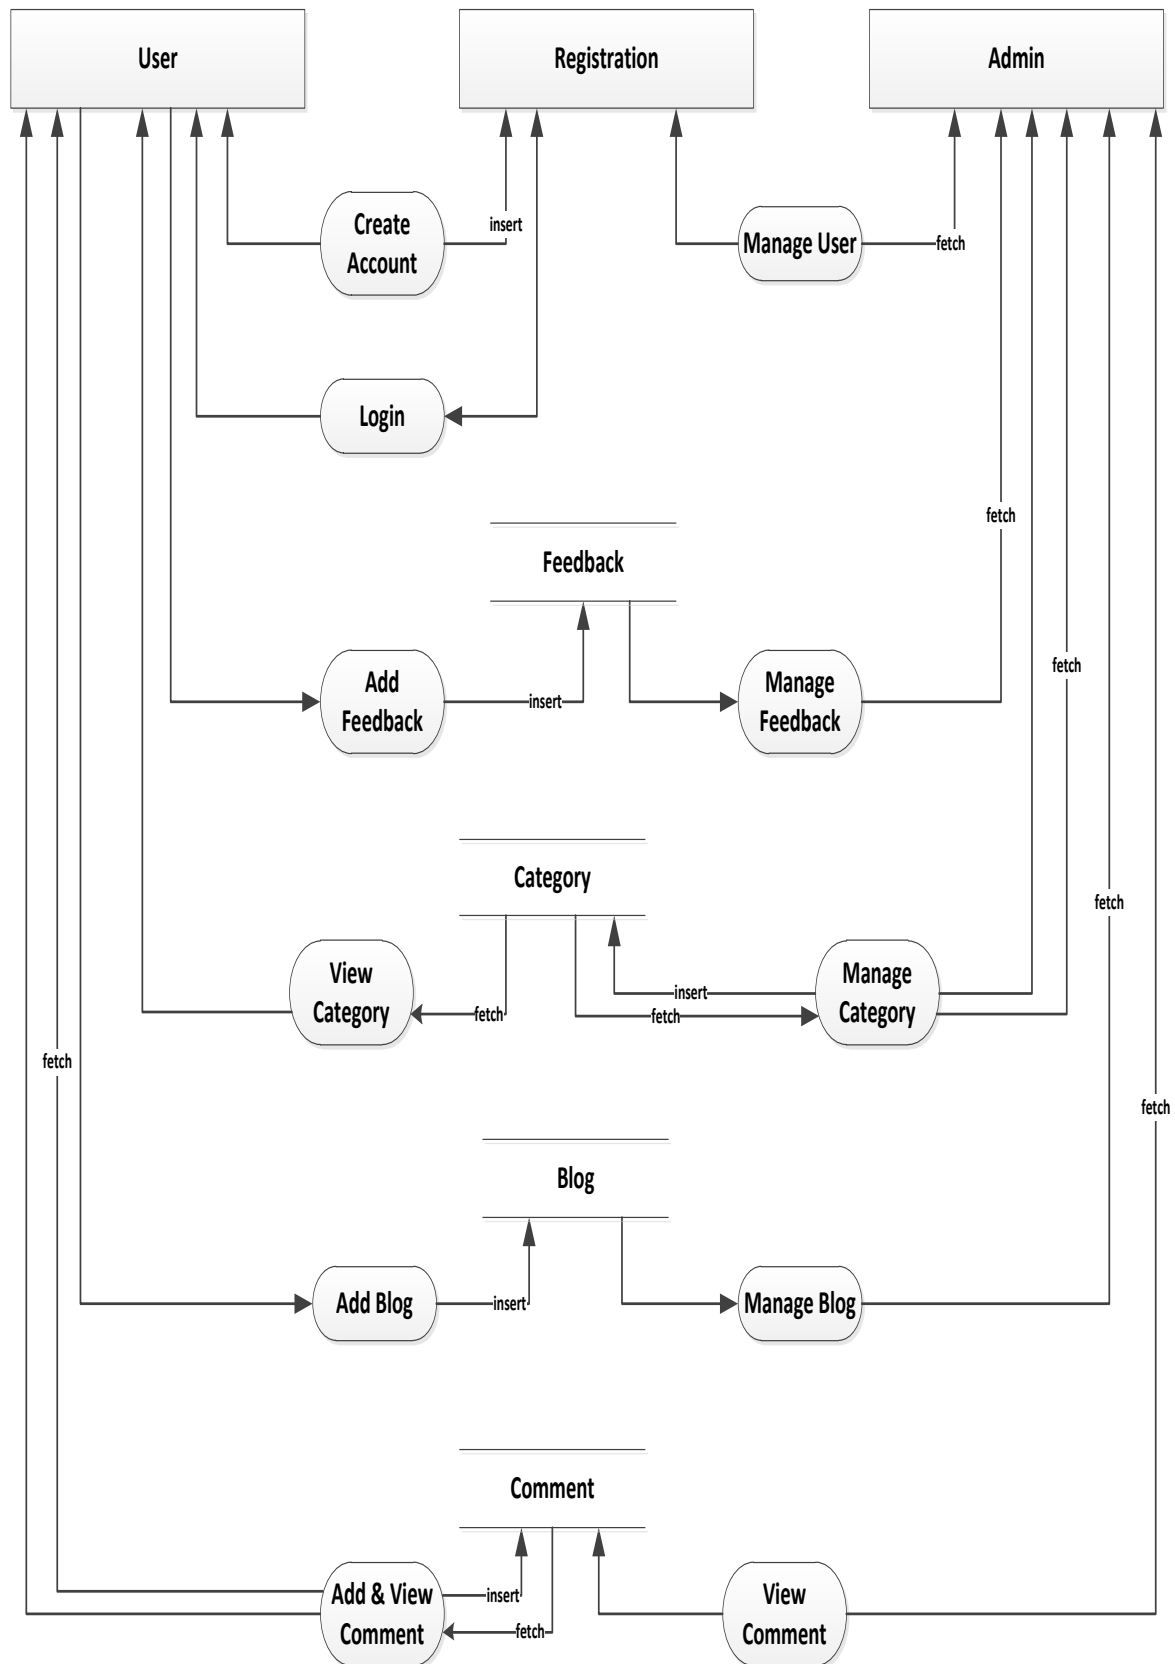 User
Registration
Admin
Create
Account
insert
Manage User
fetch
Login
fetch
Feedback
Add
Feedback
insert
Manage
Feedback
fetch
Category
View
Category
fetch
insert
fetch
Manage
Category
fetch
fetch
fetch
Blog
Add Blog
insert
Manage Blog
Comment
Add & View
Comment
insert
fetch
View
Comment